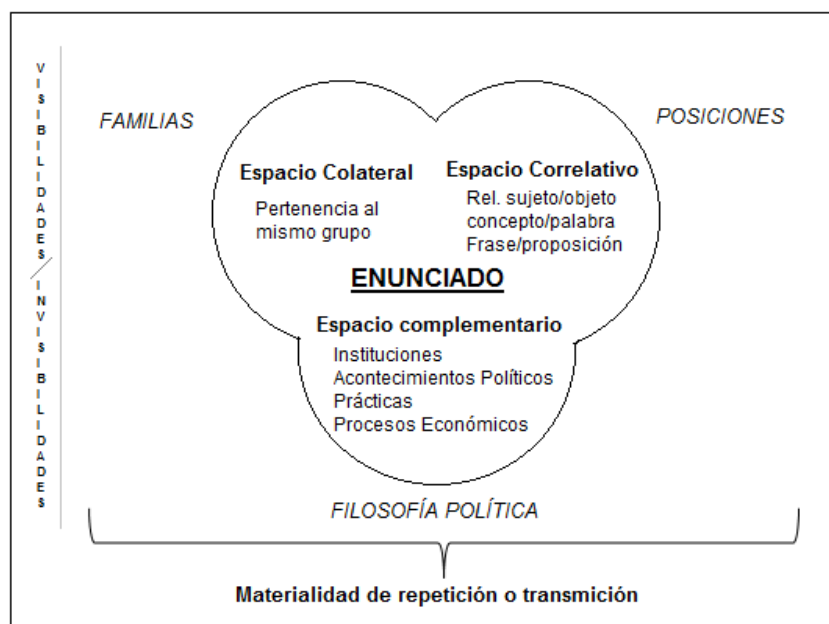 VISIBILIDADES / INVISIBILIDADES
FAMILIAS
POSICIONES
Espacio Colateral
Pertenencia al
mismo grupo
Espacio Correlativo
Rel. sujeto/objeto
concepto/palabra
Frase/proposición
ENUNCIADO
Espacio complementario
Instituciones
Acontecimientos Políticos
Prácticas
Procesos Económicos
FILOSOFÍA POLÍTICA
Materialidad de repetición o transmición